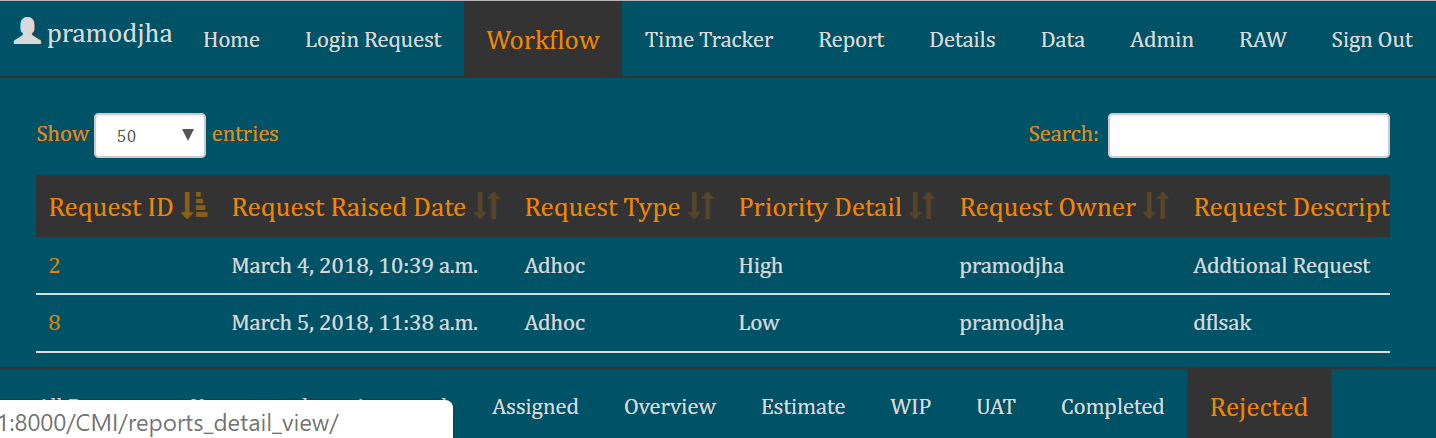 pramodjha Home Login Request Workflow Time Tracker Report Details Data Admin RAW Sign Out
Show 50 entries Search:
Request ID Request Raised Date Request Type Priority Detail Request Owner Request Descript
2 March 4, 2018, 10:39 a.m. Adhoc High pramodjha Addtional Request
8 March 5, 2018, 11:38 a.m. Adhoc Low pramodjha dflsak
Assigned Overview Estimate WIP UAT Completed Rejected
1:8000/CMI/reports_detail_view/